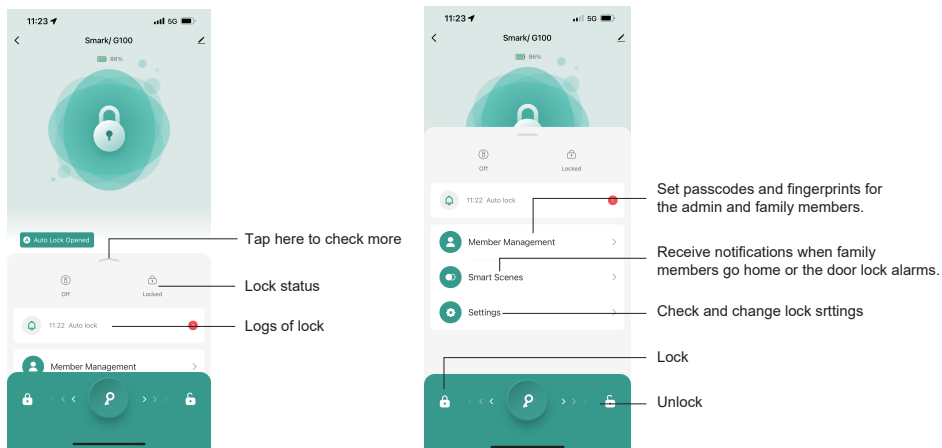 11:23
5G
Smark/ G100
86%
Auto Lock Opened
Off
Locked
11:22 Auto lock
Member Management
Tap here to check more
Lock status
Logs of lock
11:23
5G
Smark/ G100
86%
Off
Locked
11:22 Auto lock
Member Management
Smart Scenes
Settings
Set passcodes and fingerprints for
the admin and family members.
Receive notifications when family
members go home or the door lock alarms.
Check and change lock srttings
Lock
Unlock